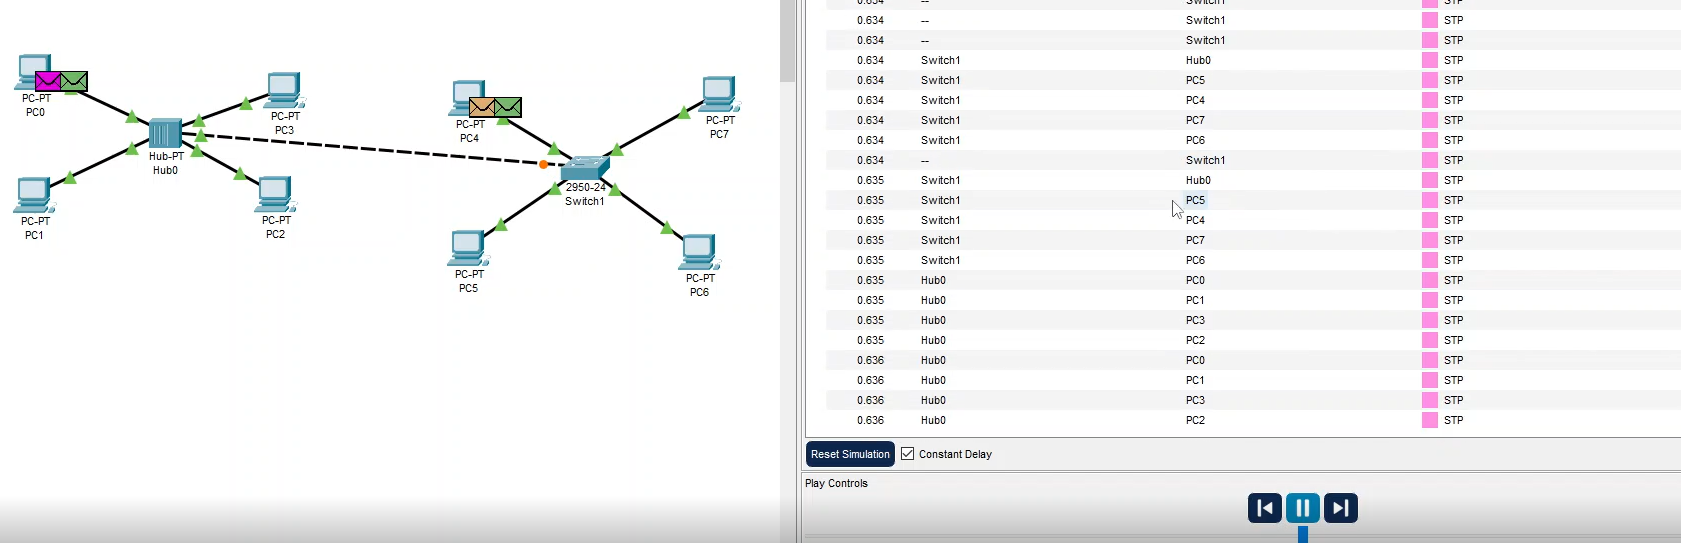 PC-PT
PC0
PC-PT
PC3
Hub-PT
Hub0
PC-PT
PC1
PC-PT
PC2
PC-PT
PC4
PC-PT
PC7
2950-24
Switch1
PC-PT
PC5
PC-PT
PC6
0.634 -- Switch1 STP
0.634 -- Switch1 STP
0.634 -- Switch1 STP
0.634 Switch1 Hub0 STP
0.634 Switch1 PC5 STP
0.634 Switch1 PC4 STP
0.634 Switch1 PC7 STP
0.634 Switch1 PC6 STP
0.634 -- Switch1 STP
0.635 Switch1 Hub0 STP
0.635 Switch1 PC5 STP
0.635 Switch1 PC4 STP
0.635 Switch1 PC7 STP
0.635 Switch1 PC6 STP
0.635 Hub0 PC0 STP
0.635 Hub0 PC1 STP
0.635 Hub0 PC3 STP
0.635 Hub0 PC2 STP
0.636 Hub0 PC0 STP
0.636 Hub0 PC1 STP
0.636 Hub0 PC3 STP
0.636 Hub0 PC2 STP
Reset Simulation Constant Delay
Play Controls